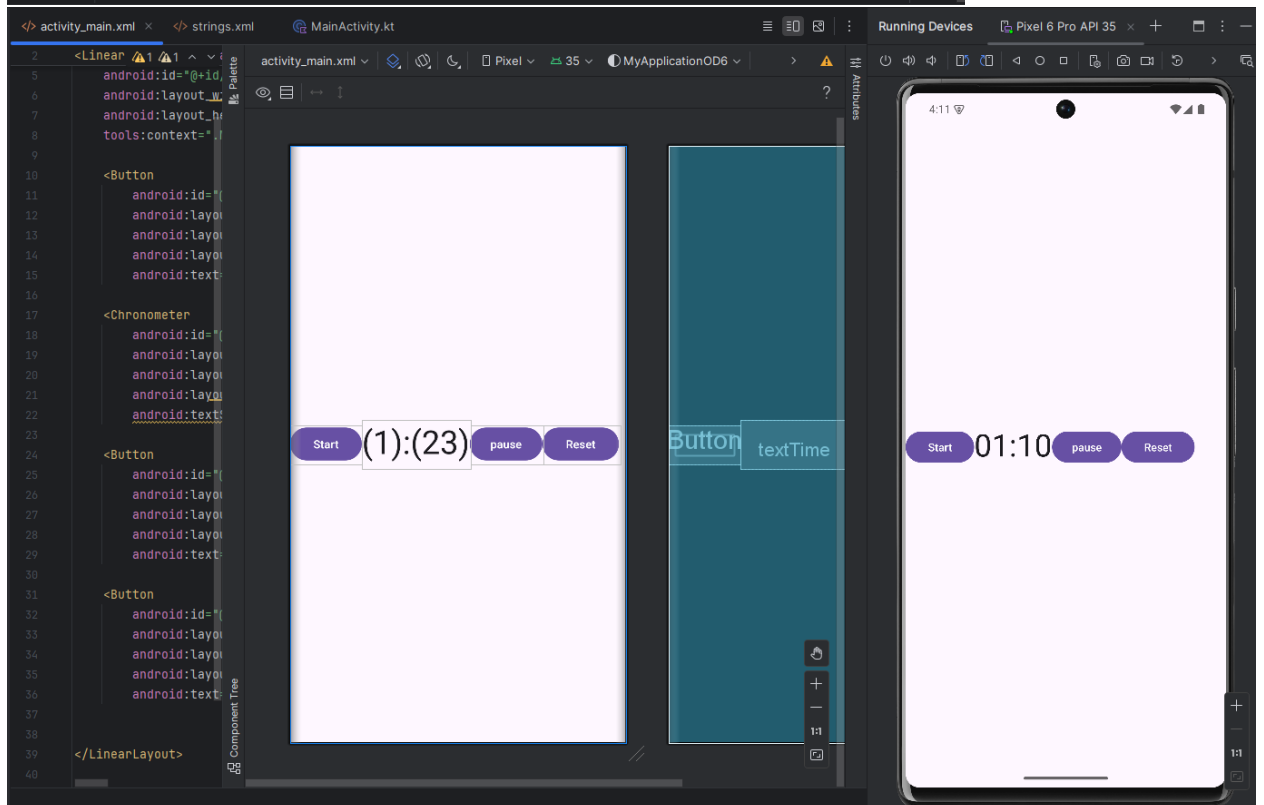 activity_main.xml
strings.xml
MainActivity.kt
Running Devices
Pixel 6 Pro API 35
2 <Linear 1 1
5 android:id="@+id/
6 android:layout_w
7 android:layout_h
8 tools:context=".
9
10 <Button
11 android:id="@
12 android:layou
13 android:layou
14 android:layou
15 android:text=
16
17 <Chronometer
18 android:id="@
19 android:layou
20 android:layou
21 android:layou
22 android:textS
23
24 <Button
25 android:id="@
26 android:layou
27 android:layou
28 android:layou
29 android:text=
30
31 <Button
32 android:id="@
33 android:layou
34 android:layou
35 android:layou
36 android:text=
37
38
39 </LinearLayout>
40
Palette
Component Tree
activity_main.xml
Pixel
35
MyApplicationOD6
?
Attributes
Start
(1):(23)
pause
Reset
Button
textTime
1:1
4:11
Start
01:10
pause
Reset
1:1